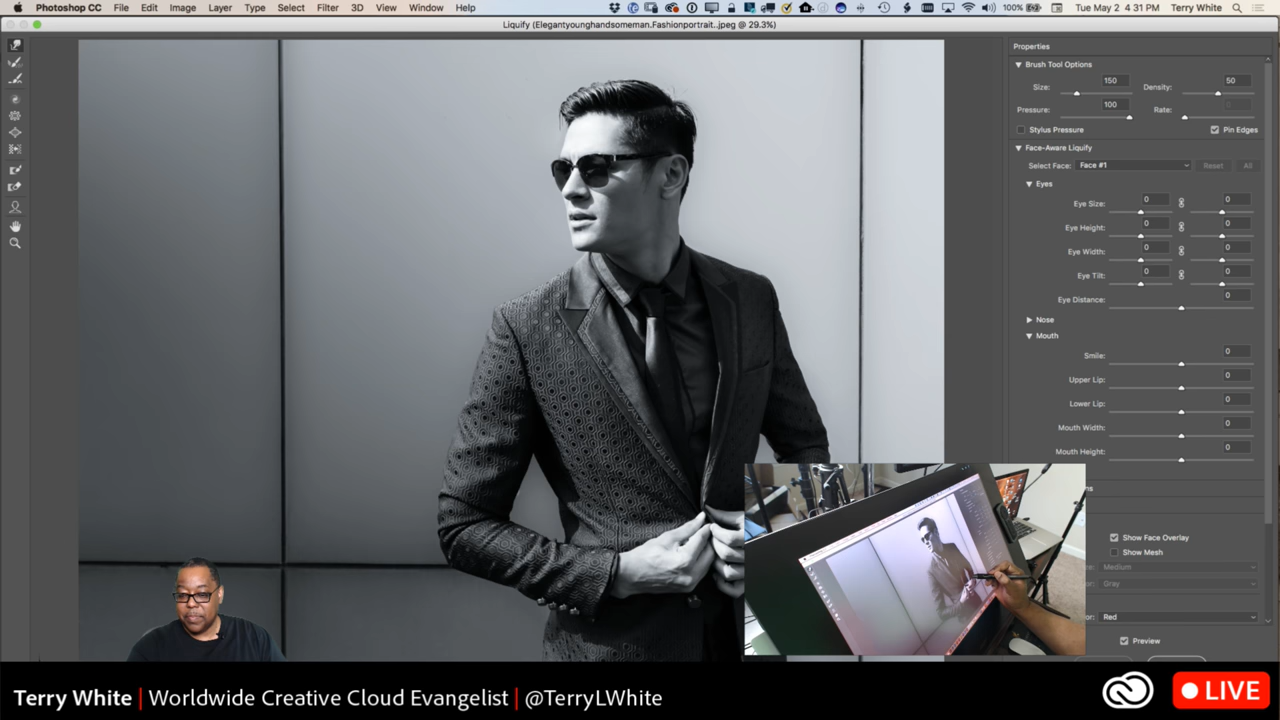 Photoshop CC File Edit Image Layer Type Select Filter 3D View Window Help 100% Tue May 2 4:31 PM Terry White
Liquify (Elegantyounghandsomeman.Fashionportrait..jpeg @ 29.3%)
Properties
Brush Tool Options
Size: 150 Density: 50
Pressure: 100 Rate:
Stylus Pressure Pin Edges
Face-Aware Liquify
Select Face: Face #1 Reset All
Eyes
Eye Size: 0 0
Eye Height: 0 0
Eye Width: 0 0
Eye Tilt: 0 0
Eye Distance: 0
Nose
Mouth
Smile: 0
Upper Lip: 0
Lower Lip: 0
Mouth Width: 0
Mouth Height: 0
Show Face Overlay
Show Mesh
Medium
Gray
Red
Preview
Terry White | Worldwide Creative Cloud Evangelist | @TerryLWhite
LIVE